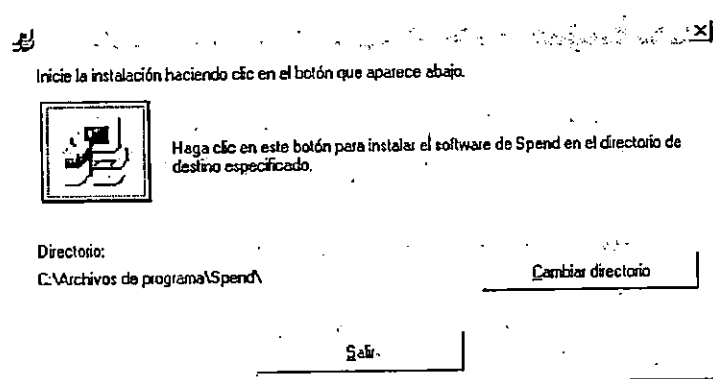 Inicie la instalación haciendo clic en el botón que aparece abajo.
Haga clic en este botón para instalar el software de Spend en el directorio de
destino especificado.
Directorio:
C:\Archivos de programa\Spend\
Cambiar directorio
Salir